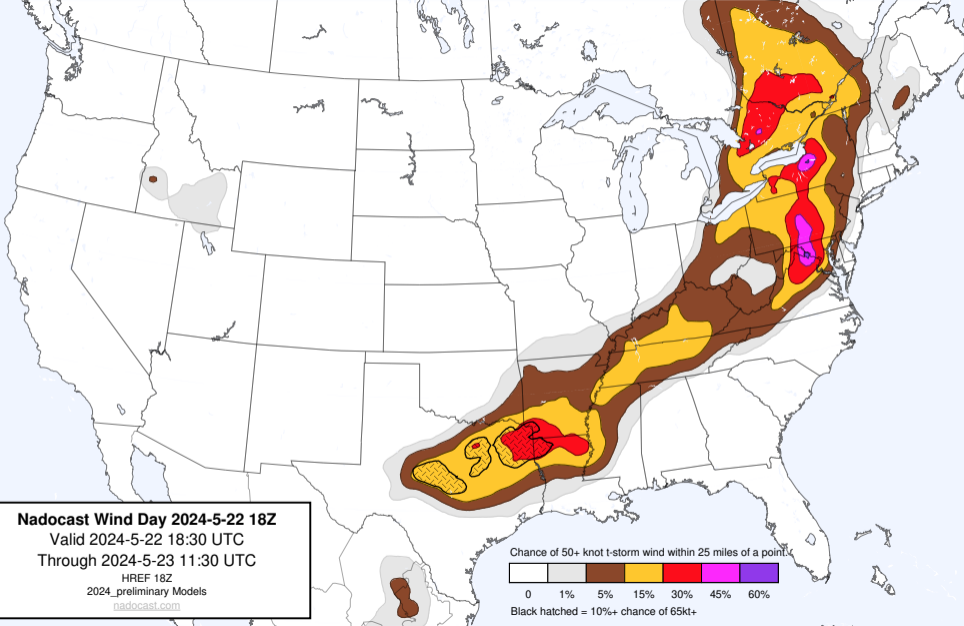 Nadocast Wind Day 2024-5-22 18Z
Valid 2024-5-22 18:30 UTC
Through 2024-5-23 11:30 UTC
HREF 18Z
2024_preliminary Models
nadocast.com
Chance of 50+ knot t-storm wind within 25 miles of a point.
0 1% 5% 15% 30% 45% 60%
Black hatched = 10%+ chance of 65kt+